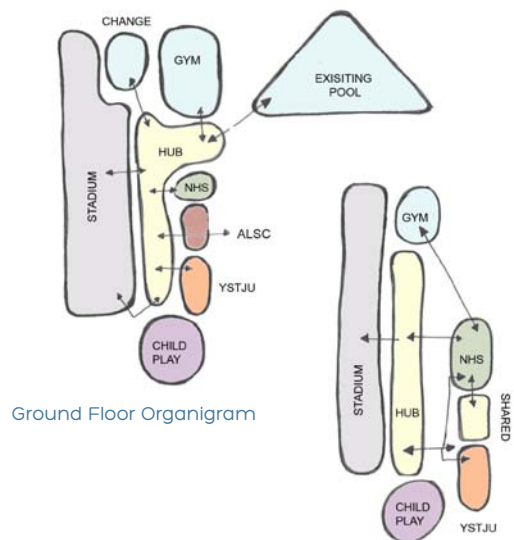 CHANGE
GYM
EXISITING
POOL
HUB
STADIUM
NHS
ALSC
YSTJU
CHILD
PLAY
Ground Floor Organigram
GYM
NHS
STADIUM
HUB
SHARED
CHILD
PLAY
YSTJU